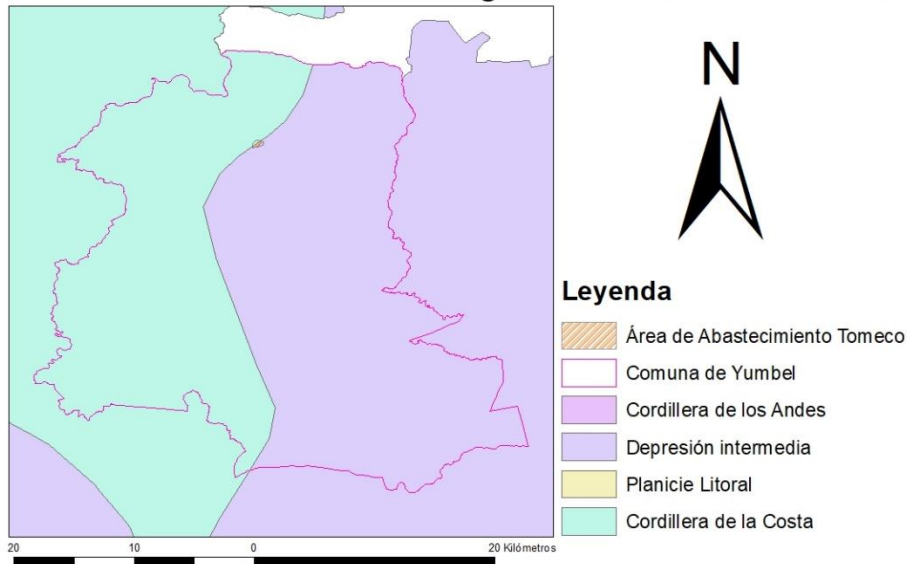 N
Leyenda
Área de Abastecimiento Tomeco
Comuna de Yumbel
Cordillera de los Andes
Depresión intermedia
Planicie Litoral
Cordillera de la Costa
20 10 0 20 Kilómetros